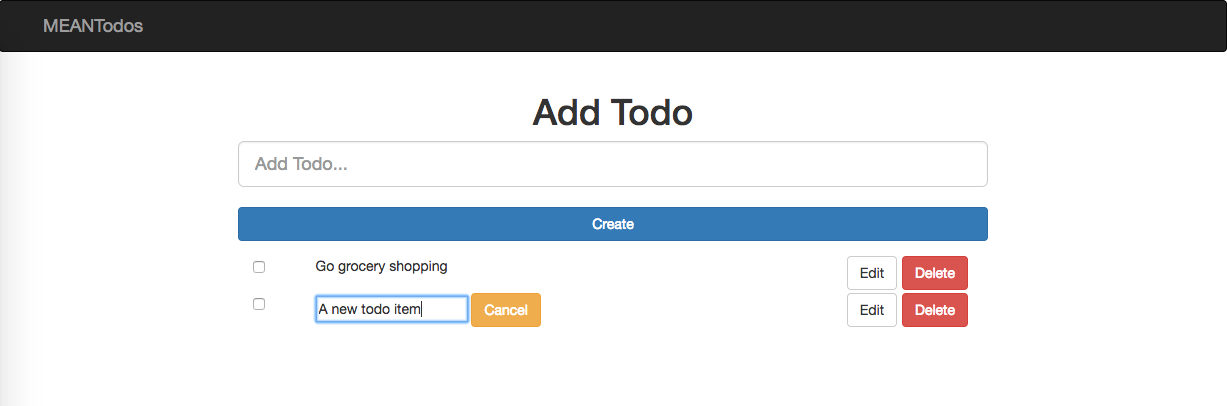 MEANTodos
Add Todo
Add Todo...
Create
Go grocery shopping Edit Delete
A new todo item Cancel Edit Delete